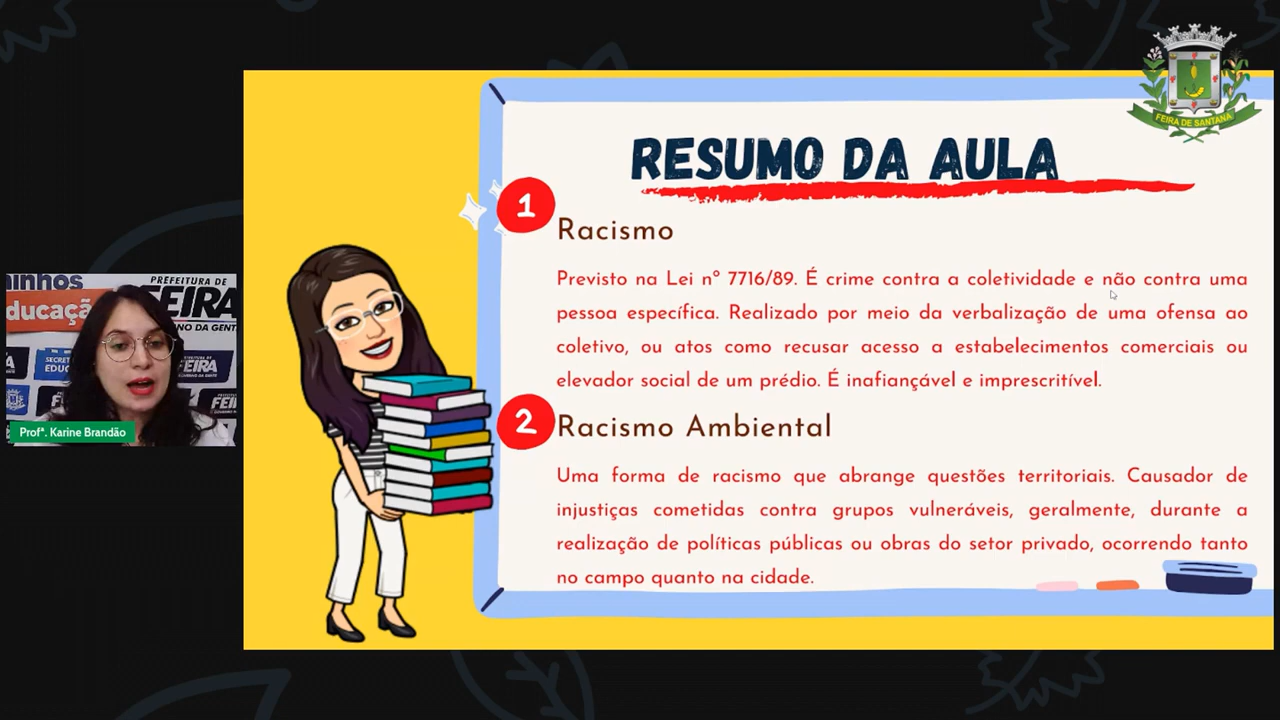 FEIRA DE SANTANA
RESUMO DA AULA
1
Racismo
Previsto na Lei nº 7716/89. É crime contra a coletividade e não contra uma
pessoa específica. Realizado por meio da verbalização de uma ofensa ao
coletivo, ou atos como recusar acesso a estabelecimentos comerciais ou
elevador social de um prédio. É inafiançável e imprescritível.
2
Racismo Ambiental
Uma forma de racismo que abrange questões territoriais. Causador de
injustiças cometidas contra grupos vulneráveis, geralmente, durante a
realização de políticas públicas ou obras do setor privado, ocorrendo tanto
no campo quanto na cidade.
PREFEITURA DE
FEIRA
Profª. Karine Brandão